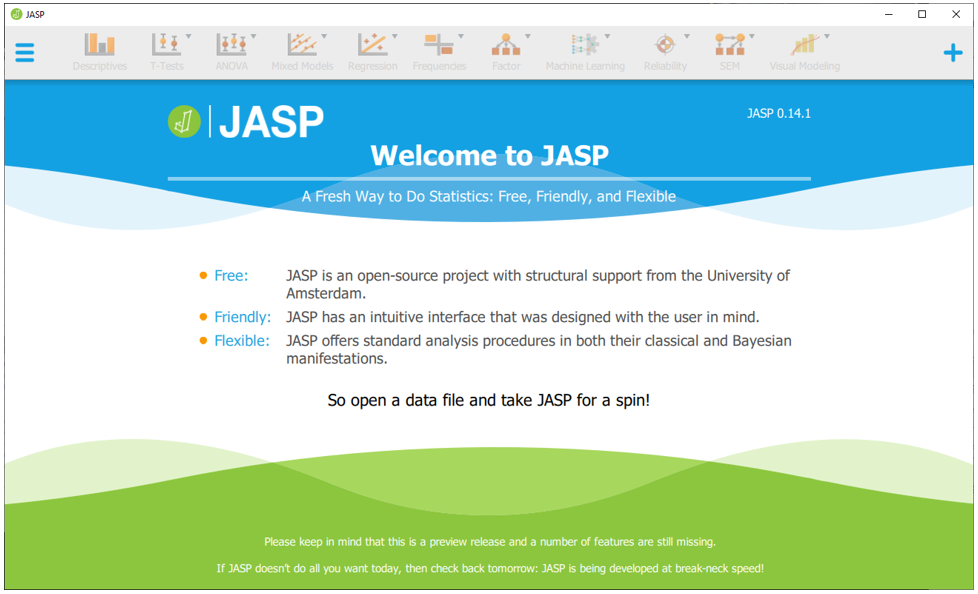 JASP
Descriptives
T-Tests
ANOVA
Mixed Models
Regression
Frequencies
Factor
Machine Learning
Reliability
SEM
Visual Modeling
JASP
JASP 0.14.1
Welcome to JASP
A Fresh Way to Do Statistics: Free, Friendly, and Flexible
Free: JASP is an open-source project with structural support from the University of
Amsterdam.
Friendly: JASP has an intuitive interface that was designed with the user in mind.
Flexible: JASP offers standard analysis procedures in both their classical and Bayesian
manifestations.
So open a data file and take JASP for a spin!
Please keep in mind that this is a preview release and a number of features are still missing.
If JASP doesn't do all you want today, then check back tomorrow: JASP is being developed at break-neck speed!